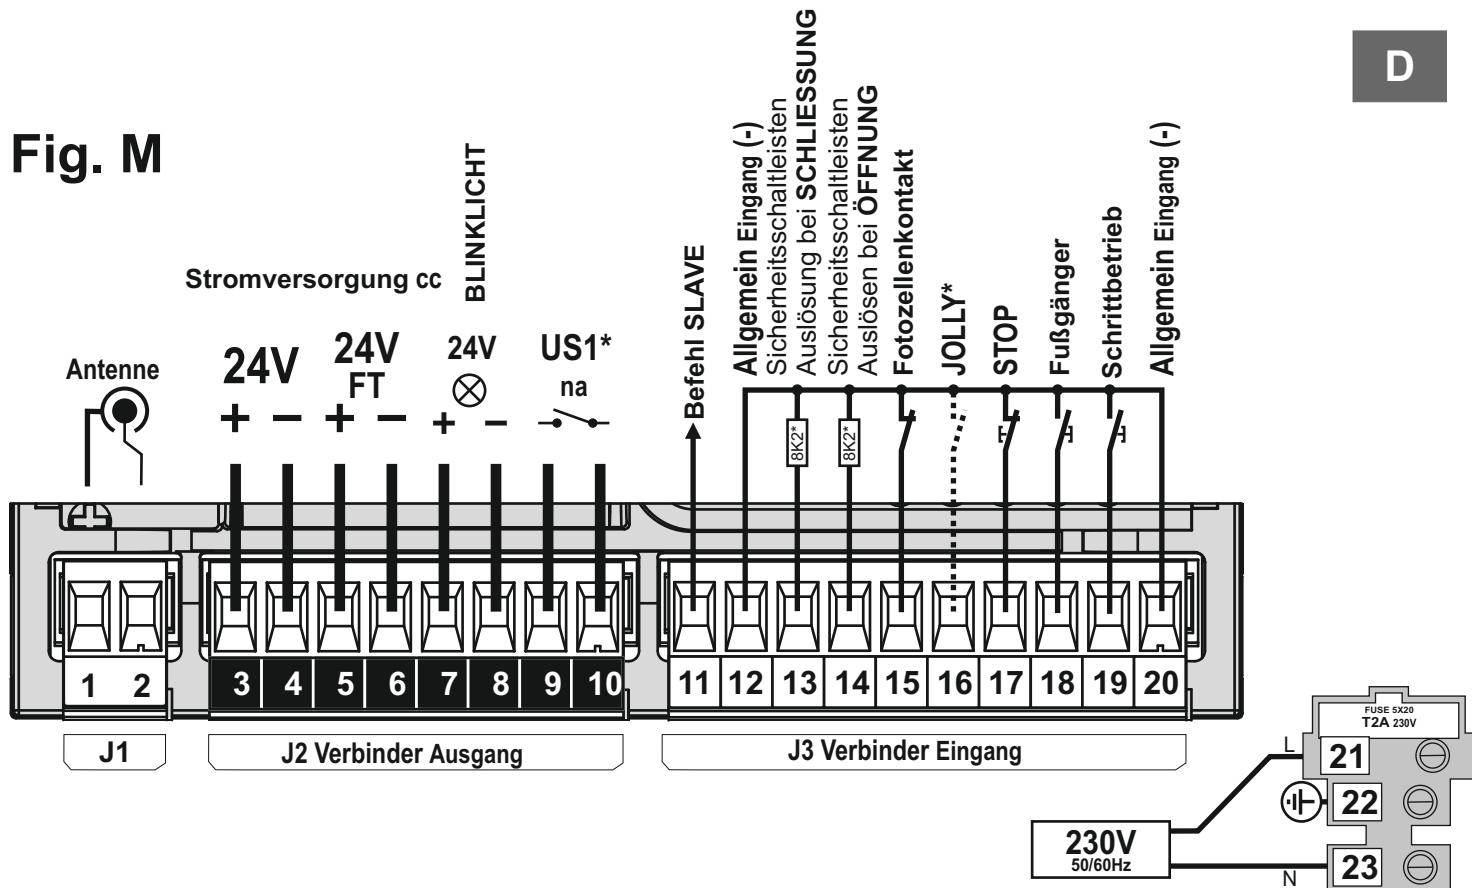 D
Fig. M
Stromversorgung cc
BLINKLICHT
Antenne
24V
+ −
24V
FT
+ −
24V
+ −
US1*
na
Befehl SLAVE
Allgemein Eingang (-)
Sicherheitsschaltleisten
Auslösung bei SCHLIESSUNG
Sicherheitsschaltleisten
Auslösen bei ÖFFNUNG
Fotozellenkontakt
JOLLY*
STOP
Fußgänger
Schrittbetrieb
Allgemein Eingang (-)
8K2*
8K2*
1 2
3 4 5 6 7 8 9 10
11 12 13 14 15 16 17 18 19 20
J1
J2 Verbinder Ausgang
J3 Verbinder Eingang
FUSE 5X20
T2A 230V
L
21
22
230V
50/60Hz
N
23